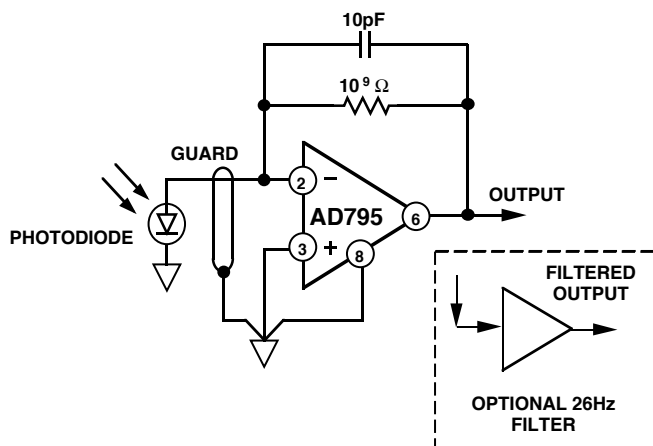 10pF
10⁹ Ω
GUARD
2
−
AD795
6
OUTPUT
PHOTODIODE
3
+
8
FILTERED
OUTPUT
OPTIONAL 26Hz
FILTER